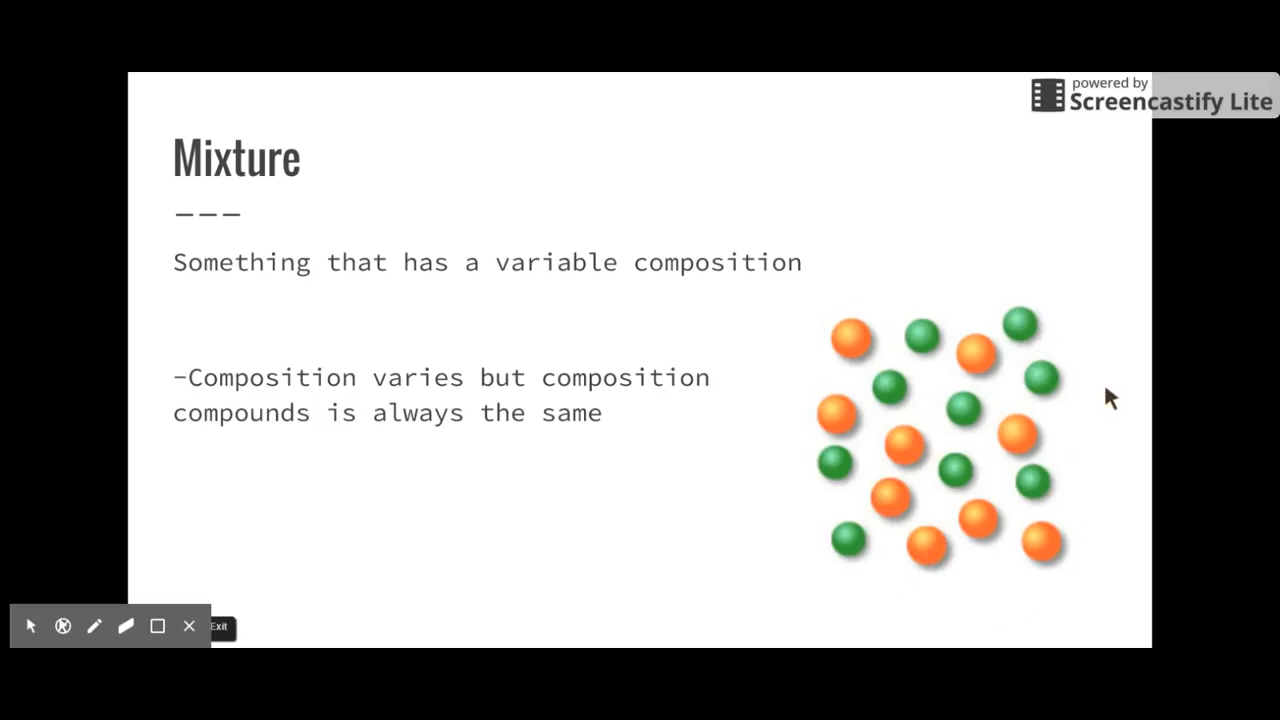 powered by
Screencastify Lite
Mixture
---
Something that has a variable composition
-Composition varies but composition
compounds is always the same
Exit